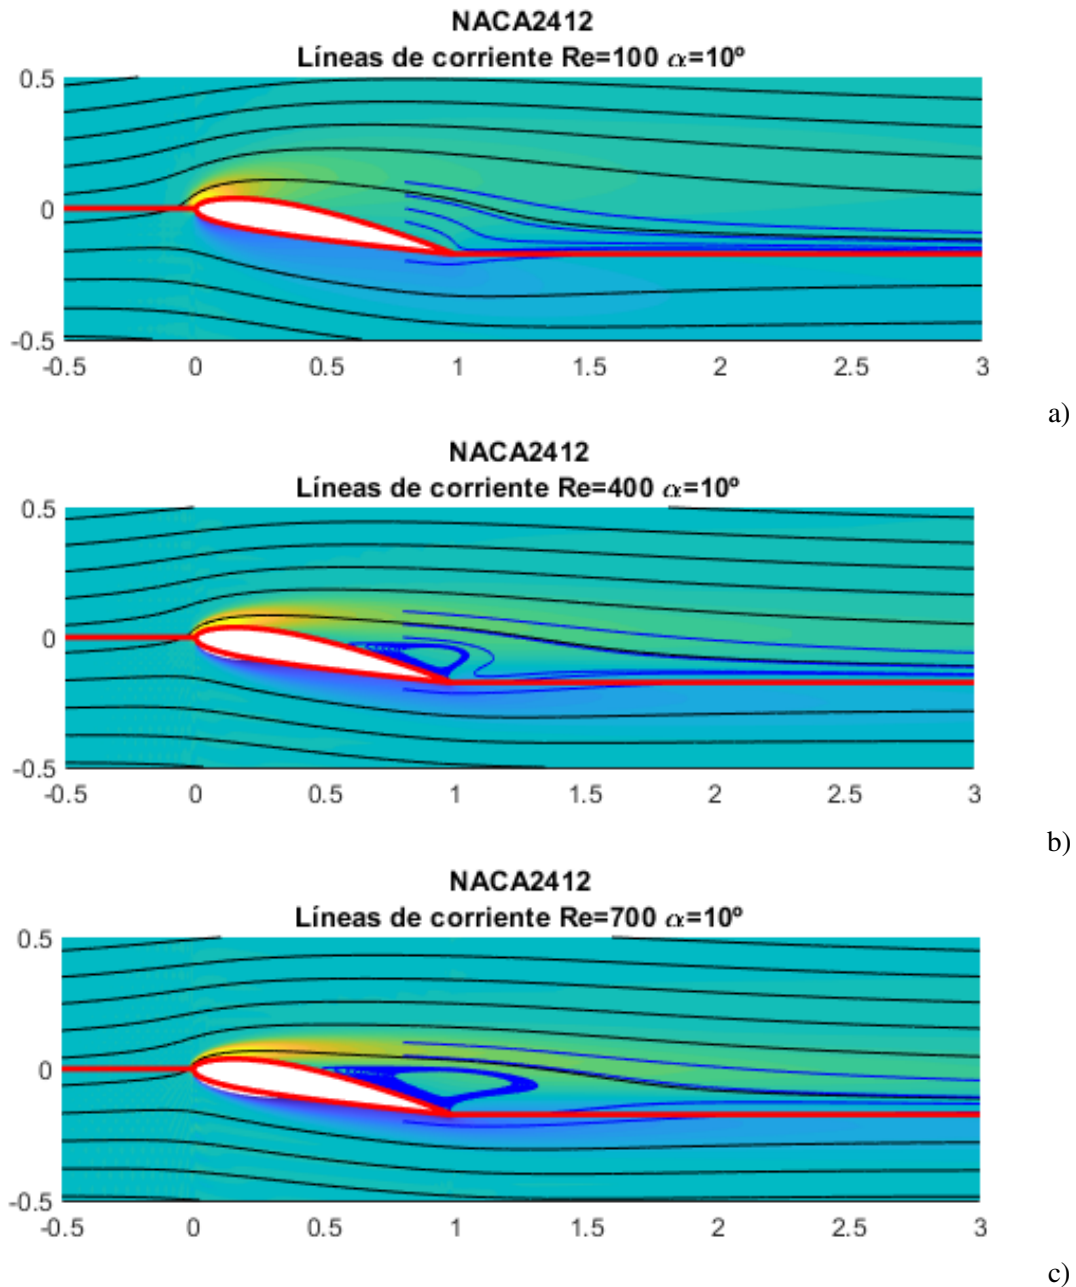 NACA2412
Líneas de corriente Re=100 α=10º
0.5
0
-0.5
-0.5 0 0.5 1 1.5 2 2.5 3
a)
NACA2412
Líneas de corriente Re=400 α=10º
0.5
0
-0.5
-0.5 0 0.5 1 1.5 2 2.5 3
b)
NACA2412
Líneas de corriente Re=700 α=10º
0.5
0
-0.5
-0.5 0 0.5 1 1.5 2 2.5 3
c)